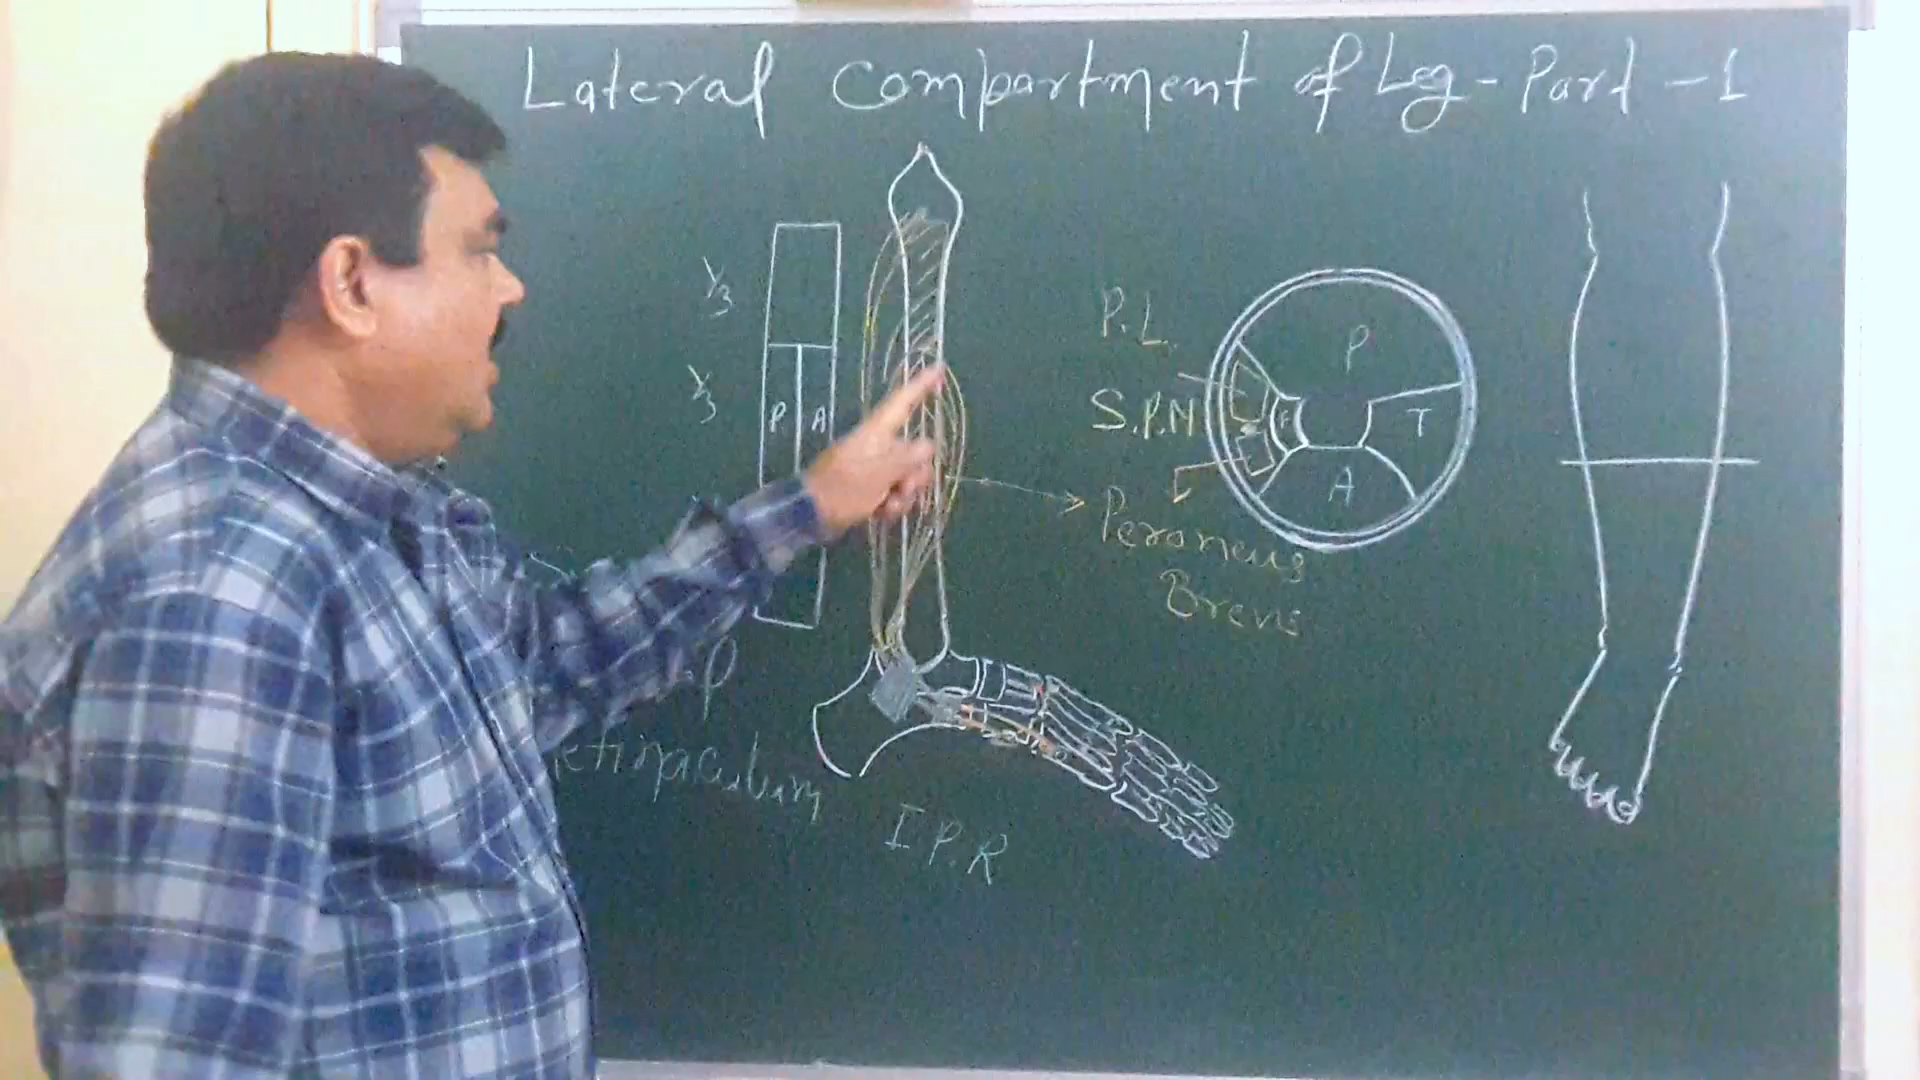 Lateral Compartment of Leg - Part - 1
1/3
1/3
P A
P.L.
S.P.N
P
F
T
A
Peroneus
Brevis
I.P.R